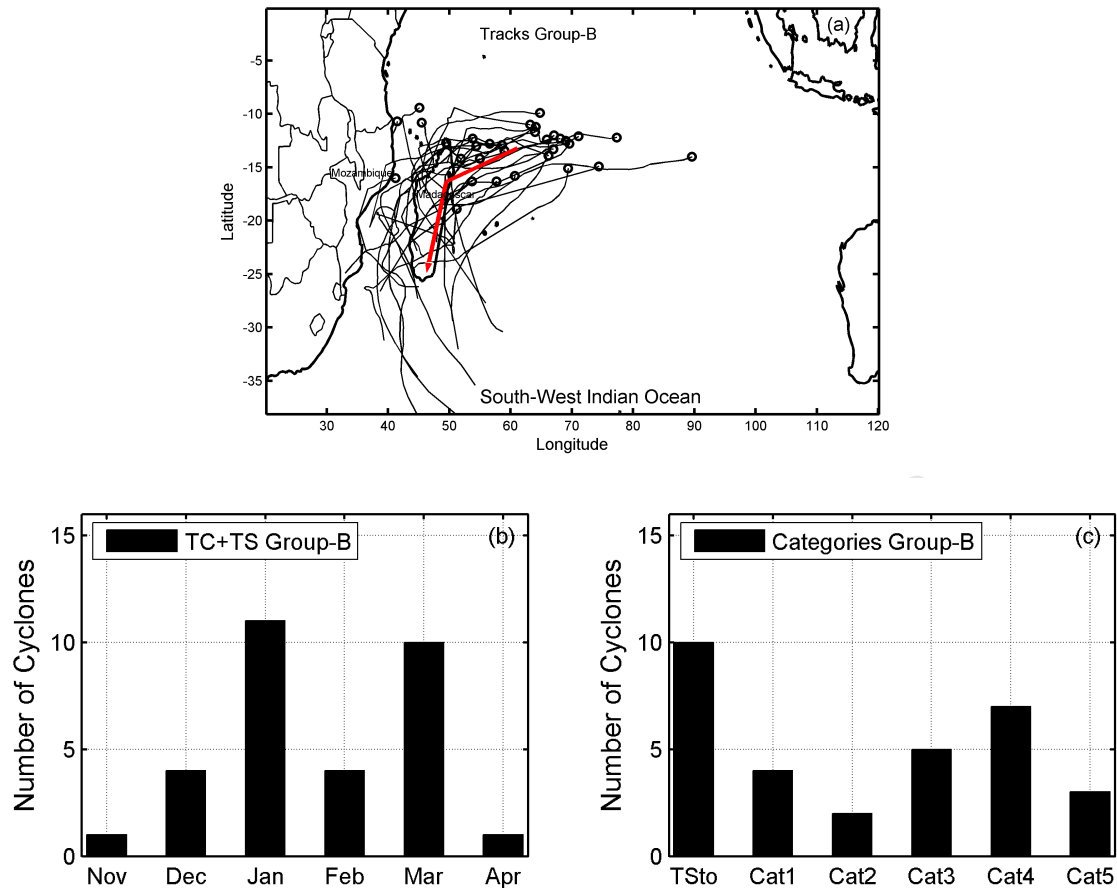 Tracks Group-B
(a)
-5
-10
-15
-20
-25
-30
-35
Latitude
Mozambique
Madagascar
South-West Indian Ocean
30 40 50 60 70 80 90 100 110 120
Longitude
TC+TS Group-B
(b)
15
10
5
0
Number of Cyclones
Nov Dec Jan Feb Mar Apr
Categories Group-B
(c)
15
10
5
0
Number of Cyclones
TSto Cat1 Cat2 Cat3 Cat4 Cat5